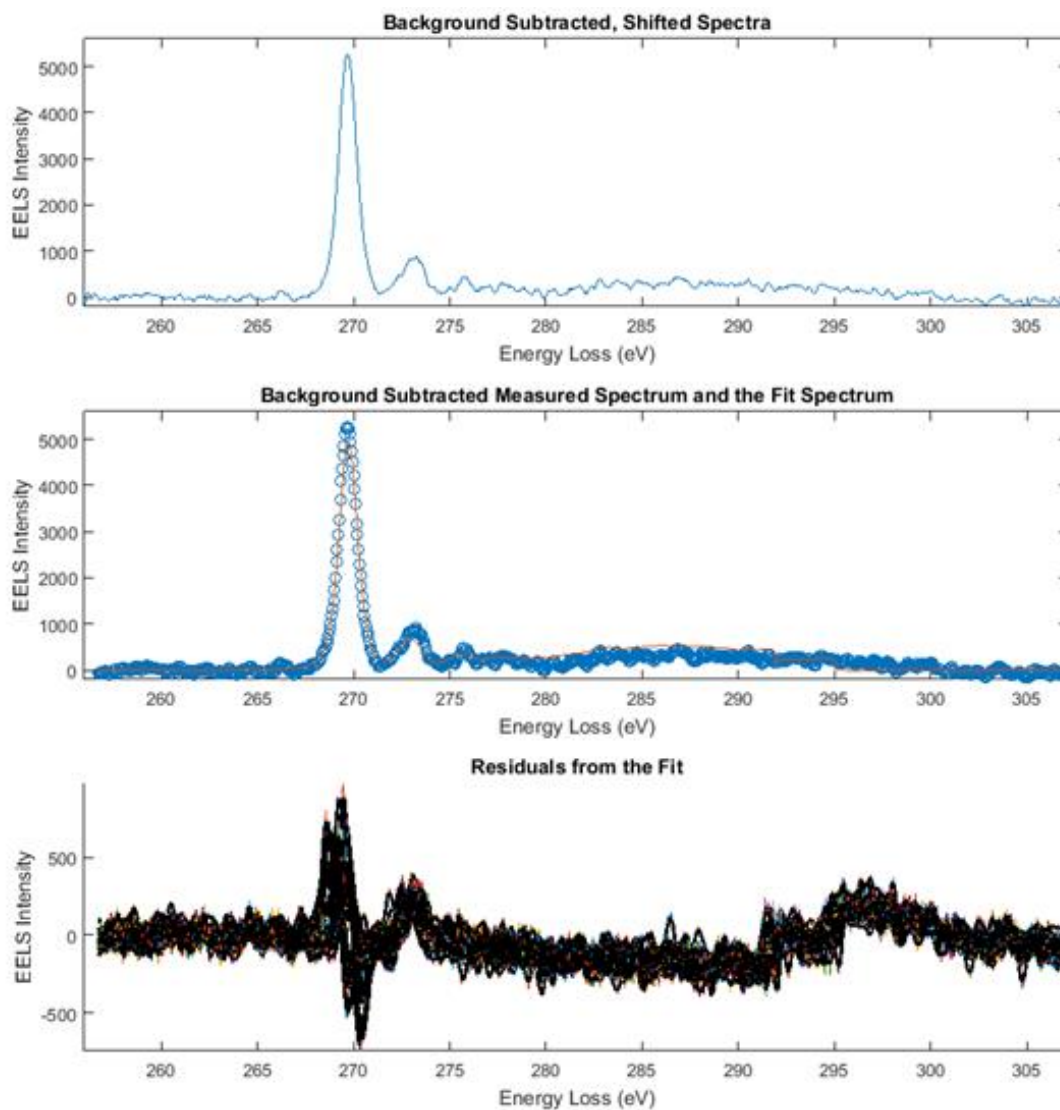 Background Subtracted, Shifted Spectra
5000
4000
3000
2000
1000
0
EELS Intensity
260 265 270 275 280 285 290 295 300 305
Energy Loss (eV)
Background Subtracted Measured Spectrum and the Fit Spectrum
5000
4000
3000
2000
1000
0
EELS Intensity
260 265 270 275 280 285 290 295 300 305
Energy Loss (eV)
Residuals from the Fit
500
0
-500
EELS Intensity
260 265 270 275 280 285 290 295 300 305
Energy Loss (eV)